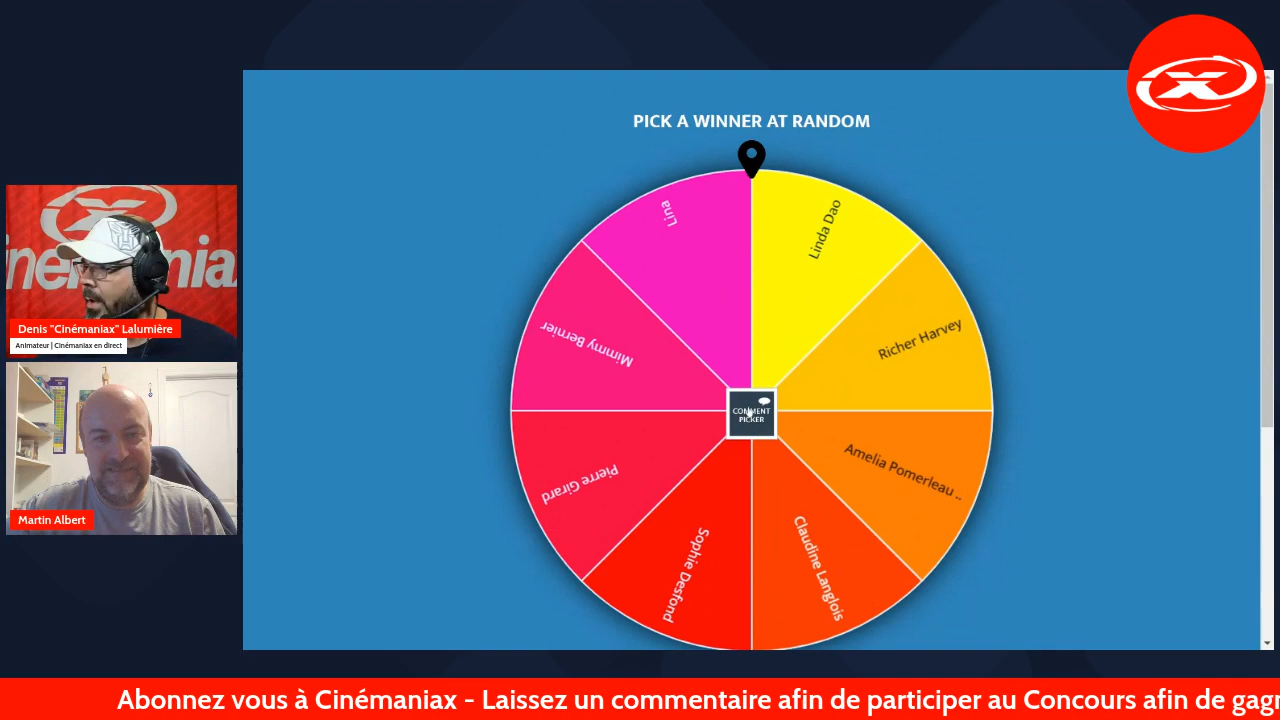 PICK A WINNER AT RANDOM
Lina
Linda Dao
Richer Harvey
Amelia Pomerleau ..
Claudine Langlois
Sophie Desfond
Pierre Girard
Mimmy Bernier
COMMENT
PICKER
Denis "Cinémaniax" Lalumière
Animateur | Cinémaniax en direct
Martin Albert
Abonnez vous à Cinémaniax - Laissez un commentaire afin de participer au Concours afin de gagn